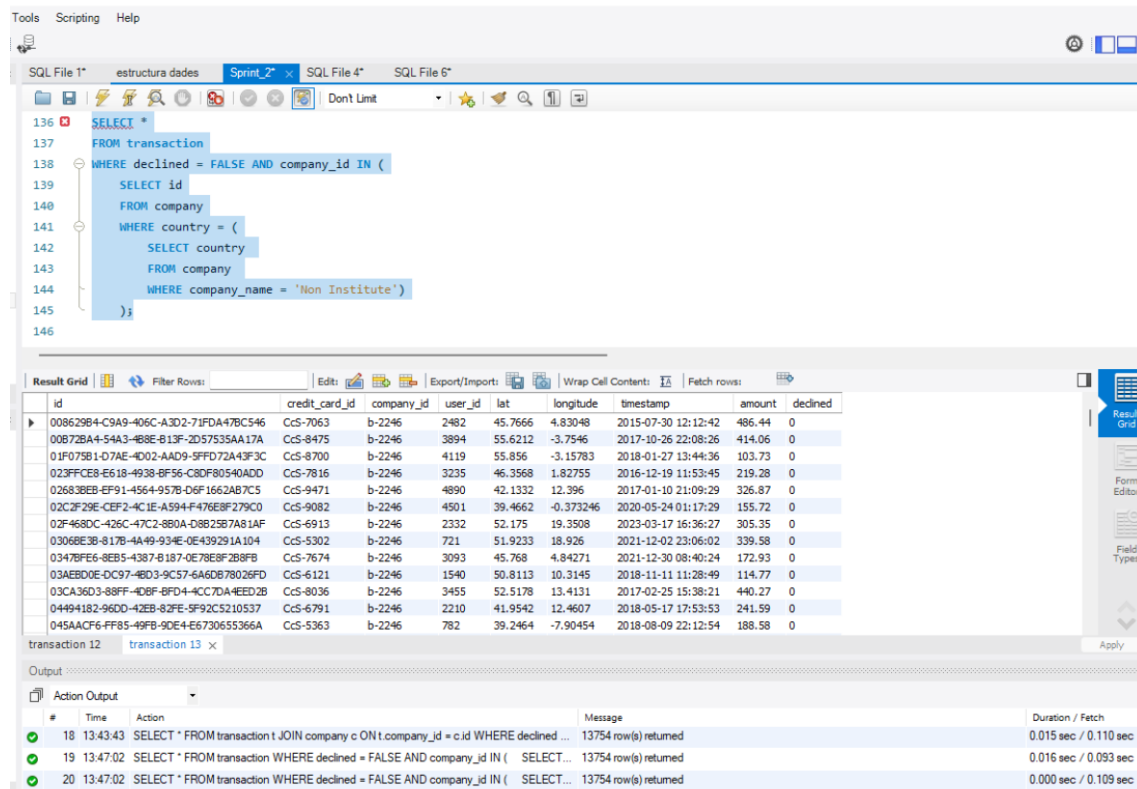 Tools Scripting Help
SQL File 1* estructura dades Sprint_2* × SQL File 4* SQL File 6*
Don't Limit
136 SELECT *
137 FROM transaction
138 WHERE declined = FALSE AND company_id IN (
139 SELECT id
140 FROM company
141 WHERE country = (
142 SELECT country
143 FROM company
144 WHERE company_name = 'Non Institute')
145 );
146
Result Grid Filter Rows: Edit: Export/Import: Wrap Cell Content: Fetch rows:
id credit_card_id company_id user_id lat longitude timestamp amount declined
008629B4-C9A9-406C-A3D2-71FDA47BC546 CcS-7063 b-2246 2482 45.7666 4.83048 2015-07-30 12:12:42 486.44 0
00B72BA4-54A3-4B8E-B13F-2D57535AA17A CcS-8475 b-2246 3894 55.6212 -3.7546 2017-10-26 22:08:26 414.06 0
01F075B1-D7AE-4D02-AAD9-5FFD72A43F3C CcS-8700 b-2246 4119 55.856 -3.15783 2018-01-27 13:44:36 103.73 0
023FFCE8-E618-4938-BF56-C8DF80540ADD CcS-7816 b-2246 3235 46.3568 1.82755 2016-12-19 11:53:45 219.28 0
02683BEB-EF91-4564-957B-D6F1662AB7C5 CcS-9471 b-2246 4890 42.1332 12.396 2017-01-10 21:09:29 326.87 0
02C2F29E-CEF2-4C1E-A594-F476E8F279C0 CcS-9082 b-2246 4501 39.4662 -0.373246 2020-05-24 01:17:29 155.72 0
02F468DC-426C-47C2-8B0A-D8B25B7A81AF CcS-6913 b-2246 2332 52.175 19.3508 2023-03-17 16:36:27 305.35 0
0306BE3B-817B-4A49-934E-0E439291A104 CcS-5302 b-2246 721 51.9233 18.926 2021-12-02 23:06:02 339.58 0
0347BFE6-8EB5-4387-B187-0E78E8F2B8FB CcS-7674 b-2246 3093 45.768 4.84271 2021-12-30 08:40:24 172.93 0
03AEBD0E-DC97-4BD3-9C57-6A6DB78026FD CcS-6121 b-2246 1540 50.8113 10.3145 2018-11-11 11:28:49 114.77 0
03CA36D3-88FF-4DBF-BFD4-4CC7DA4EED2B CcS-8036 b-2246 3455 52.5178 13.4131 2017-02-25 15:38:21 440.27 0
04494182-96DD-42EB-82FE-5F92C5210537 CcS-6791 b-2246 2210 41.9542 12.4607 2018-05-17 17:53:53 241.59 0
045AACF6-FF85-49FB-9DE4-E6730655366A CcS-5363 b-2246 782 39.2464 -7.90454 2018-08-09 22:12:54 188.58 0
Result
Grid
Form
Editor
Field
Types
transaction 12 transaction 13 × Apply
Output
Action Output
# Time Action Message Duration / Fetch
18 13:43:43 SELECT * FROM transaction t JOIN company c ON t.company_id = c.id WHERE declined ... 13754 row(s) returned 0.015 sec / 0.110 sec
19 13:47:02 SELECT * FROM transaction WHERE declined = FALSE AND company_id IN ( SELECT... 13754 row(s) returned 0.016 sec / 0.093 sec
20 13:47:02 SELECT * FROM transaction WHERE declined = FALSE AND company_id IN ( SELECT... 13754 row(s) returned 0.000 sec / 0.109 sec